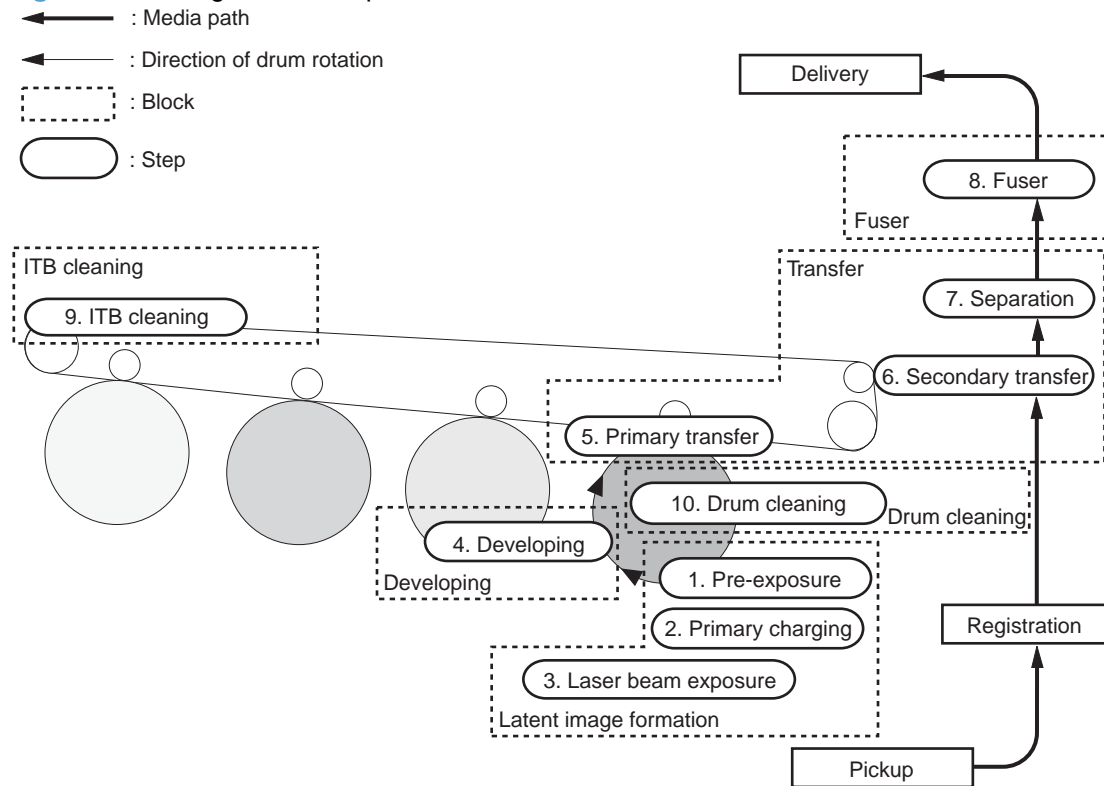 : Media path
: Direction of drum rotation
: Block
: Step
Delivery
8. Fuser
Fuser
ITB cleaning
Transfer
9. ITB cleaning
7. Separation
6. Secondary transfer
5. Primary transfer
10. Drum cleaning
Drum cleaning
4. Developing
Developing
1. Pre-exposure
2. Primary charging
Registration
3. Laser beam exposure
Latent image formation
Pickup